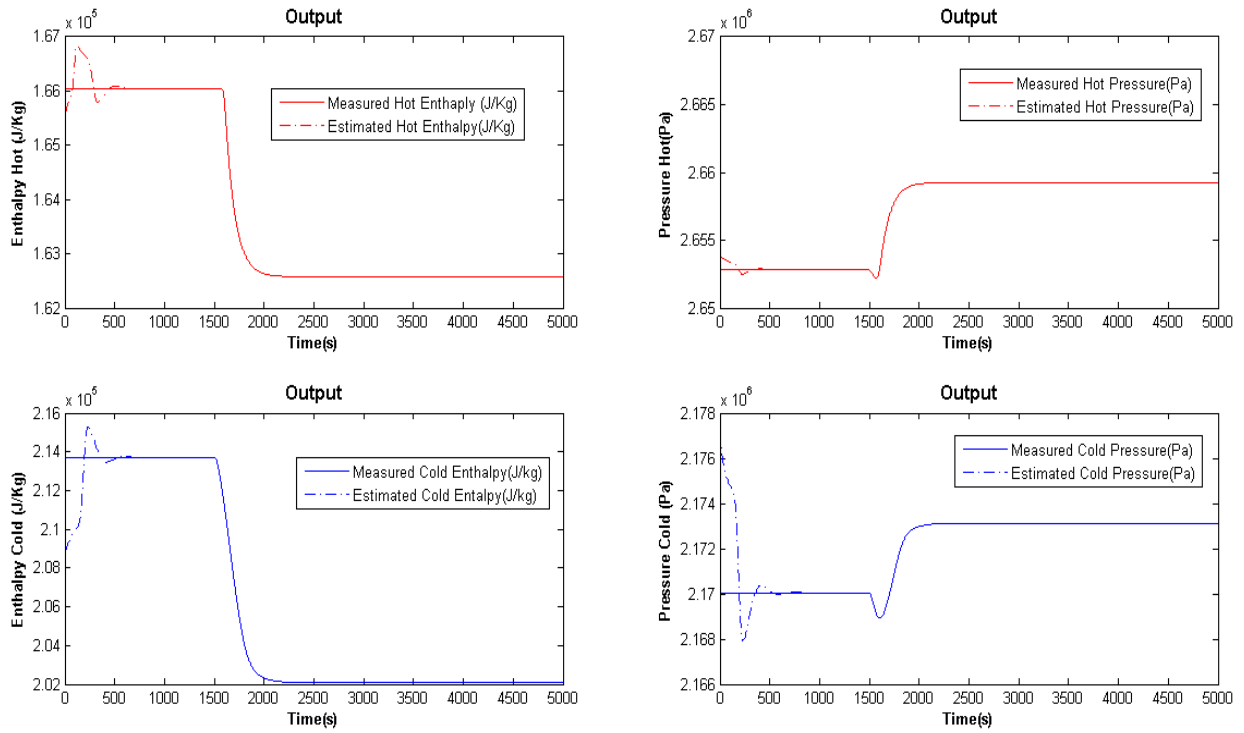 Output
x 10^5
1.67
1.66
1.65
1.64
1.63
1.62
Enthalpy Hot (J/Kg)
Measured Hot Enthaply (J/Kg)
Estimated Hot Enthalpy(J/Kg)
0 500 1000 1500 2000 2500 3000 3500 4000 4500 5000
Time(s)
Output
x 10^6
2.67
2.665
2.66
2.655
2.65
Pressure Hot(Pa)
Measured Hot Pressure(Pa)
Estimated Hot Pressure(Pa)
0 500 1000 1500 2000 2500 3000 3500 4000 4500 5000
Time(s)
Output
x 10^5
2.16
2.14
2.13
2.1
2.09
2.06
2.04
2.02
Enthalpy Cold (J/Kg)
Measured Cold Enthalpy(J/kg)
Estimated Cold Entalpy(J/kg)
0 500 1000 1500 2000 2500 3000 3500 4000 4500 5000
Time(s)
Output
x 10^6
2.178
2.176
2.174
2.172
2.17
2.168
2.166
Pressure Cold (Pa)
Measured Cold Pressure(Pa)
Estimated Cold Pressure(Pa)
0 500 1000 1500 2000 2500 3000 3500 4000 4500 5000
Time(s)